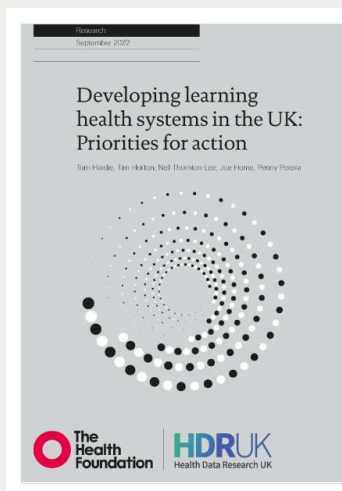 Research
September 2022
Developing learning
health systems in the UK:
Priorities for action
Tom Hardie, Tim Horton, Nell Thornton-Lee, Joe Home, Penny Pereira
The
Health
Foundation
HDRUK
Health Data Research UK